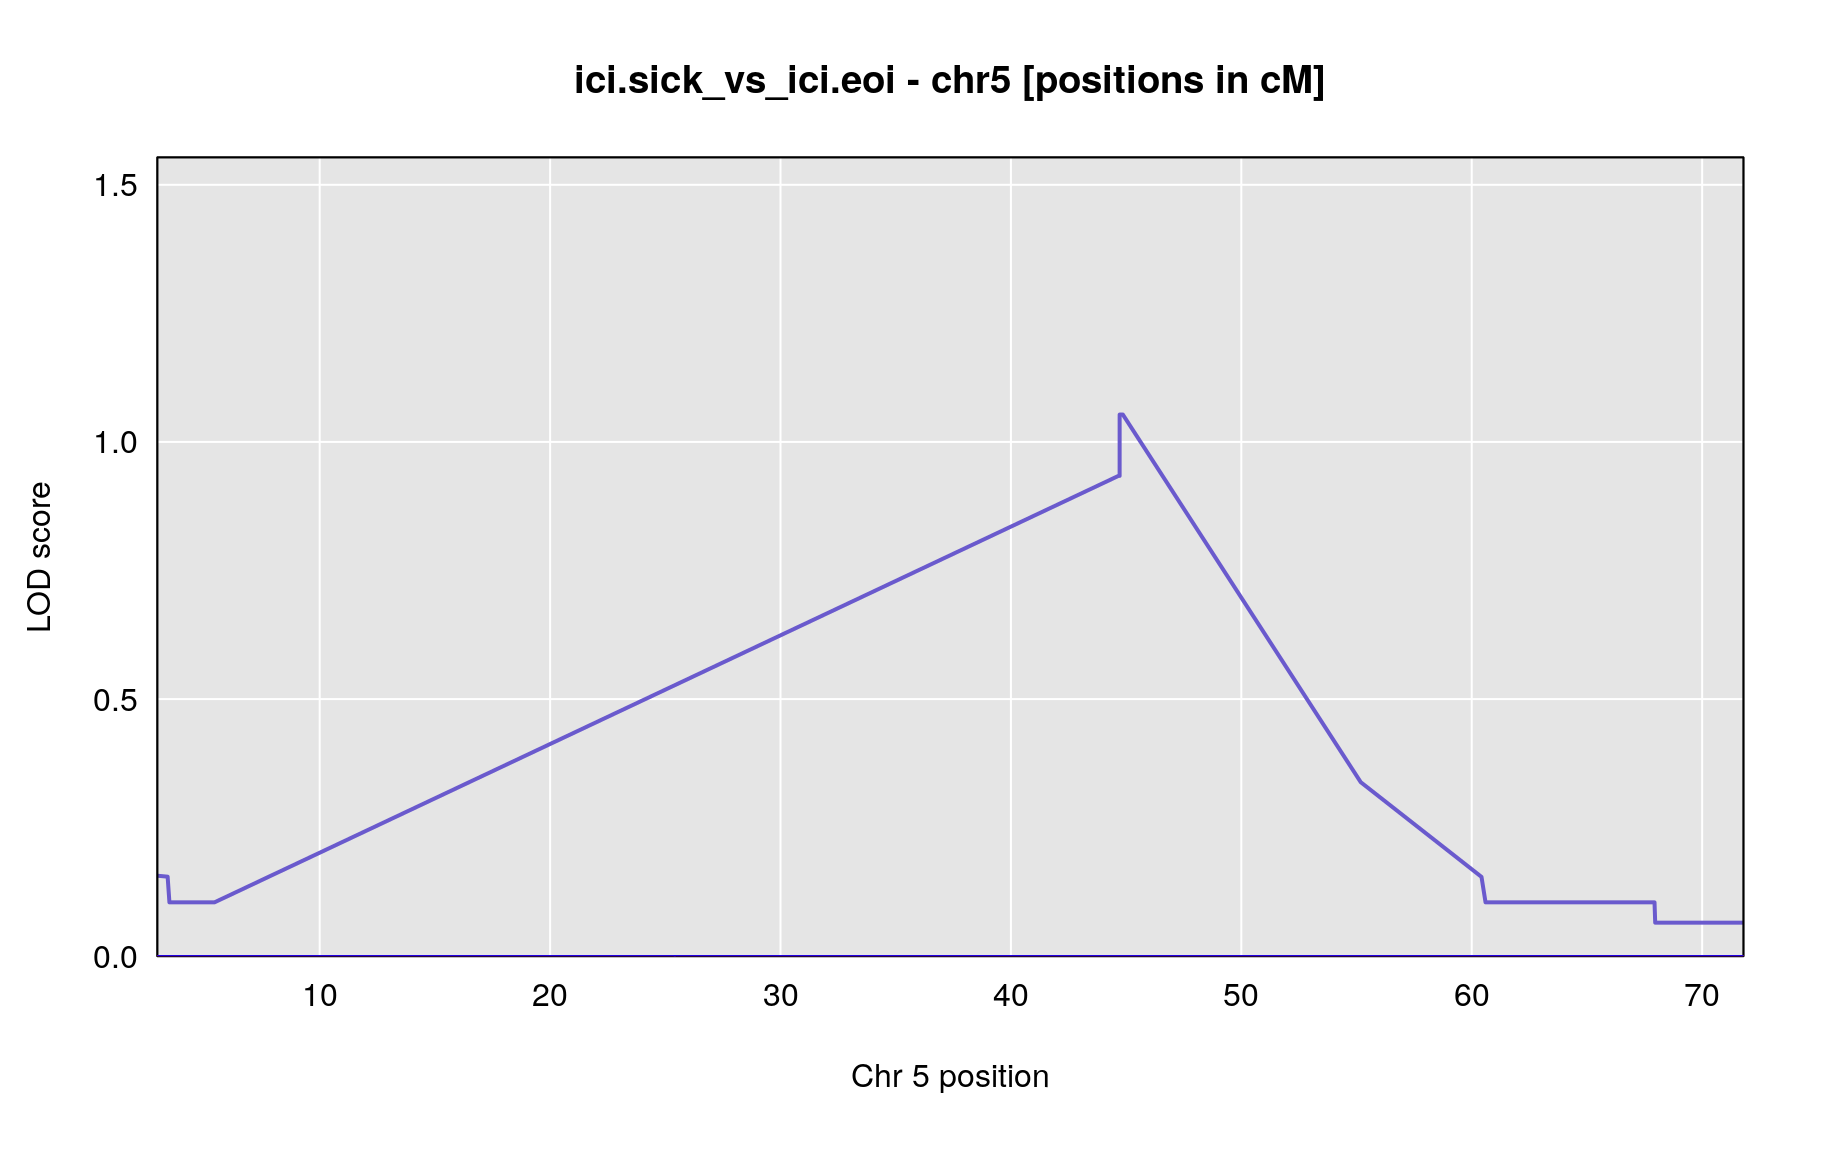 ici.sick_vs_ici.eoi - chr5 [positions in cM]
LOD score
1.5
1.0
0.5
0.0
10 20 30 40 50 60 70
Chr 5 position